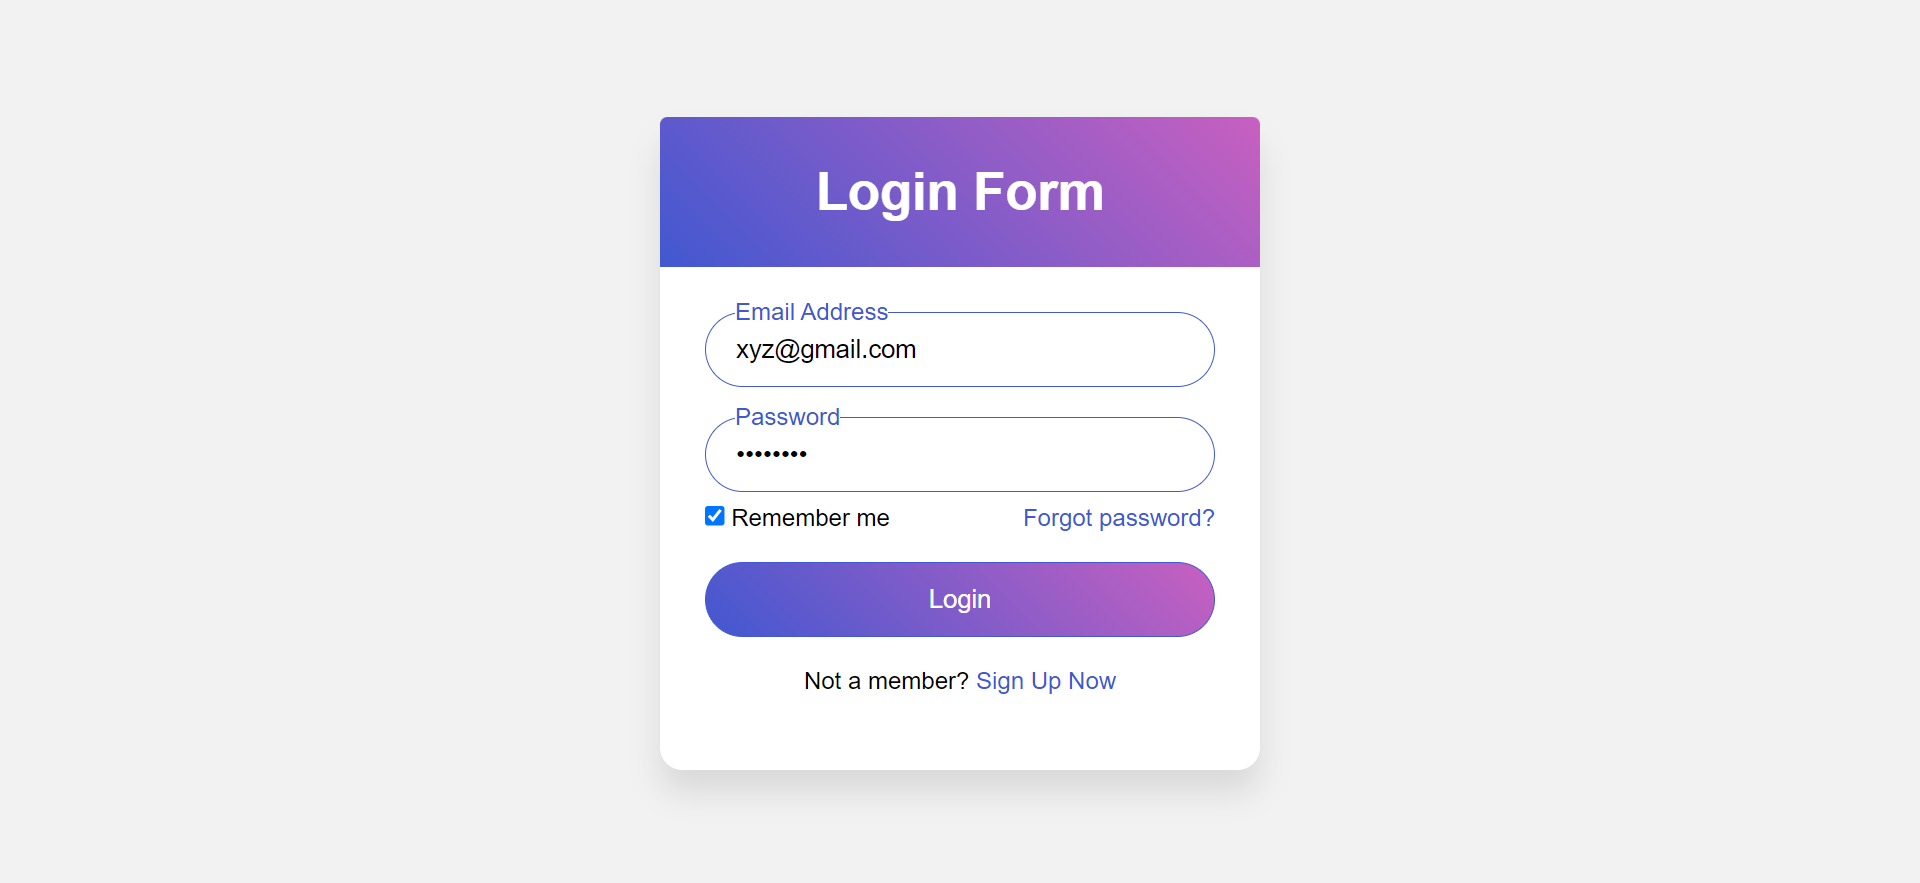 Login Form
Email Address
xyz@gmail.com
Password
••••••••
Remember me Forgot password?
Login
Not a member? Sign Up Now